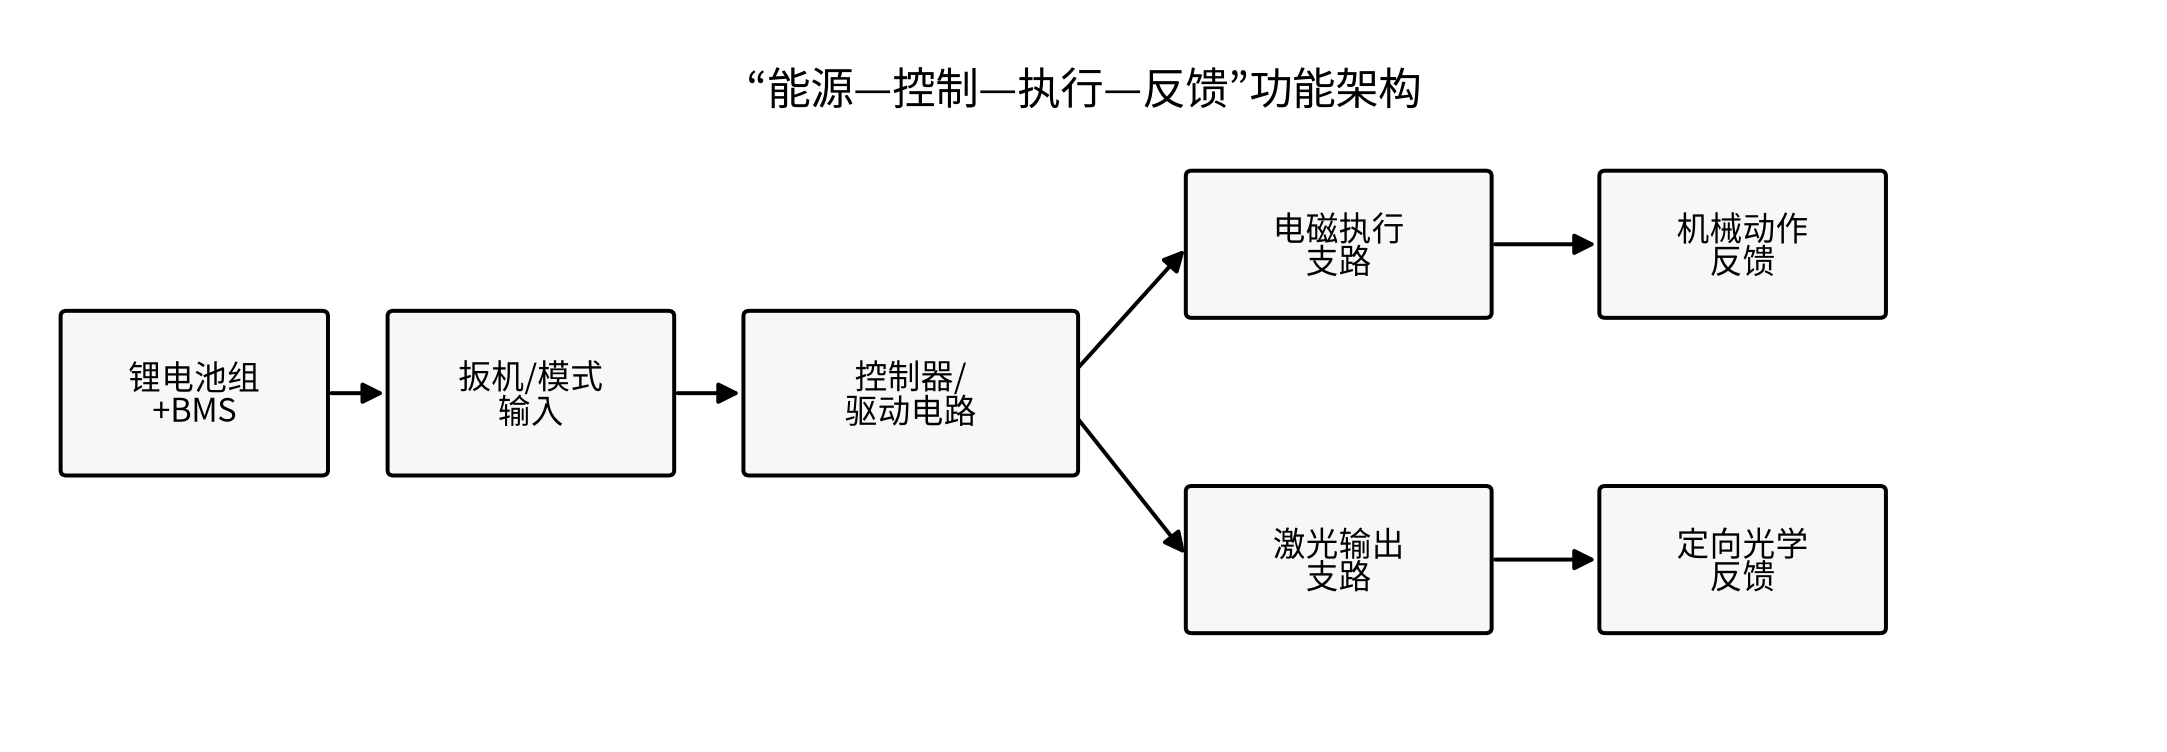 “能源—控制—执行—反馈”功能架构
锂电池组
+BMS
扳机/模式
输入
控制器/
驱动电路
电磁执行
支路
机械动作
反馈
激光输出
支路
定向光学
反馈